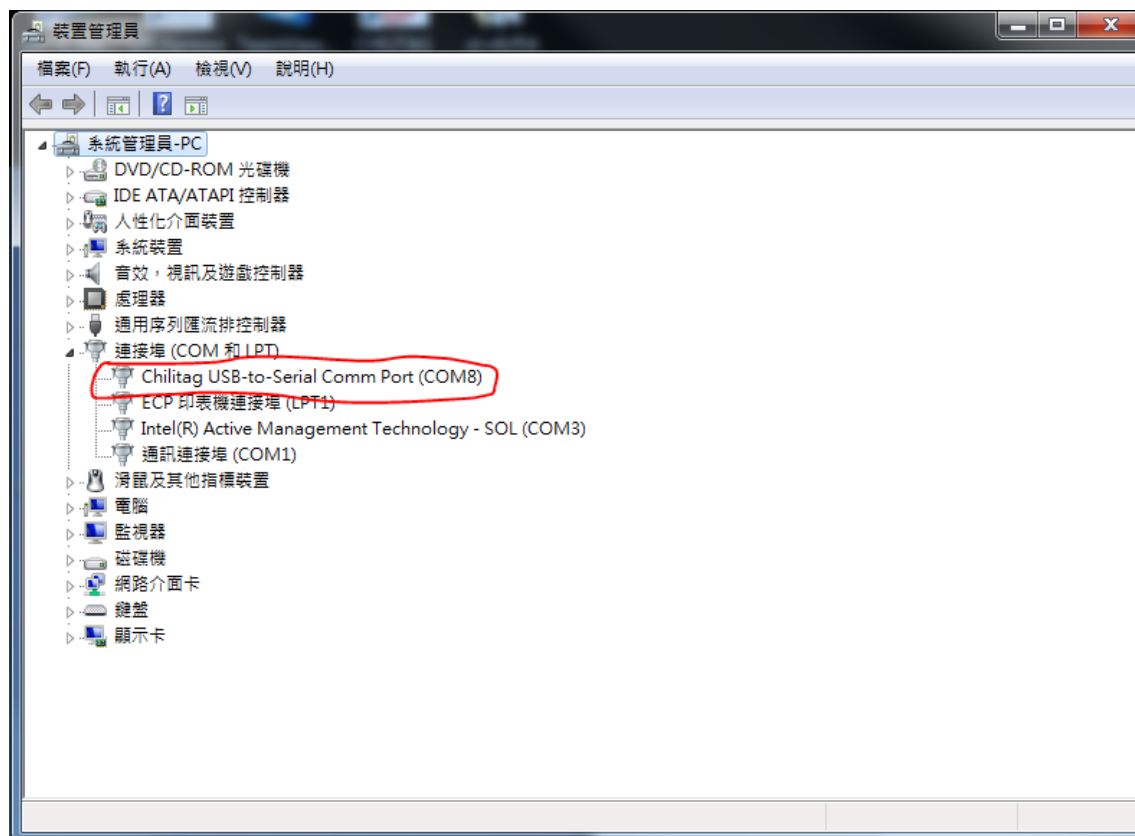 裝置管理員
檔案(F) 執行(A) 檢視(V) 說明(H)
系統管理員-PC
DVD/CD-ROM 光碟機
IDE ATA/ATAPI 控制器
人性化介面裝置
系統裝置
音效，視訊及遊戲控制器
處理器
通用序列匯流排控制器
連接埠 (COM 和 LPT)
Chilitag USB-to-Serial Comm Port (COM8)
ECP 印表機連接埠 (LPT1)
Intel(R) Active Management Technology - SOL (COM3)
通訊連接埠 (COM1)
滑鼠及其他指標裝置
電腦
監視器
磁碟機
網路介面卡
鍵盤
顯示卡